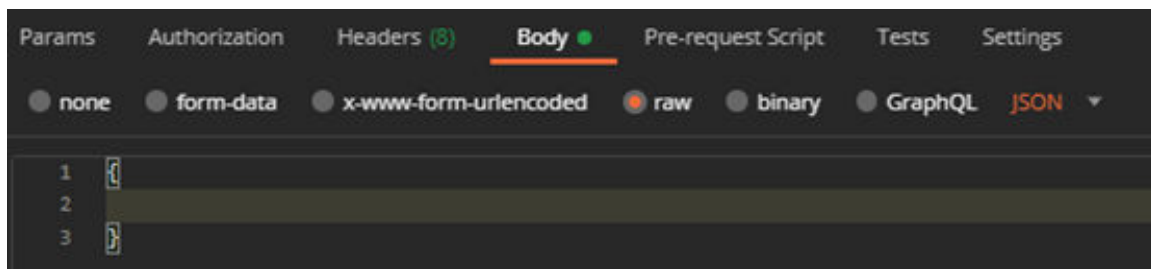 Params Authorization Headers (8) Body Pre-request Script Tests Settings
none form-data x-www-form-urlencoded raw binary GraphQL JSON
1 {
2
3 }